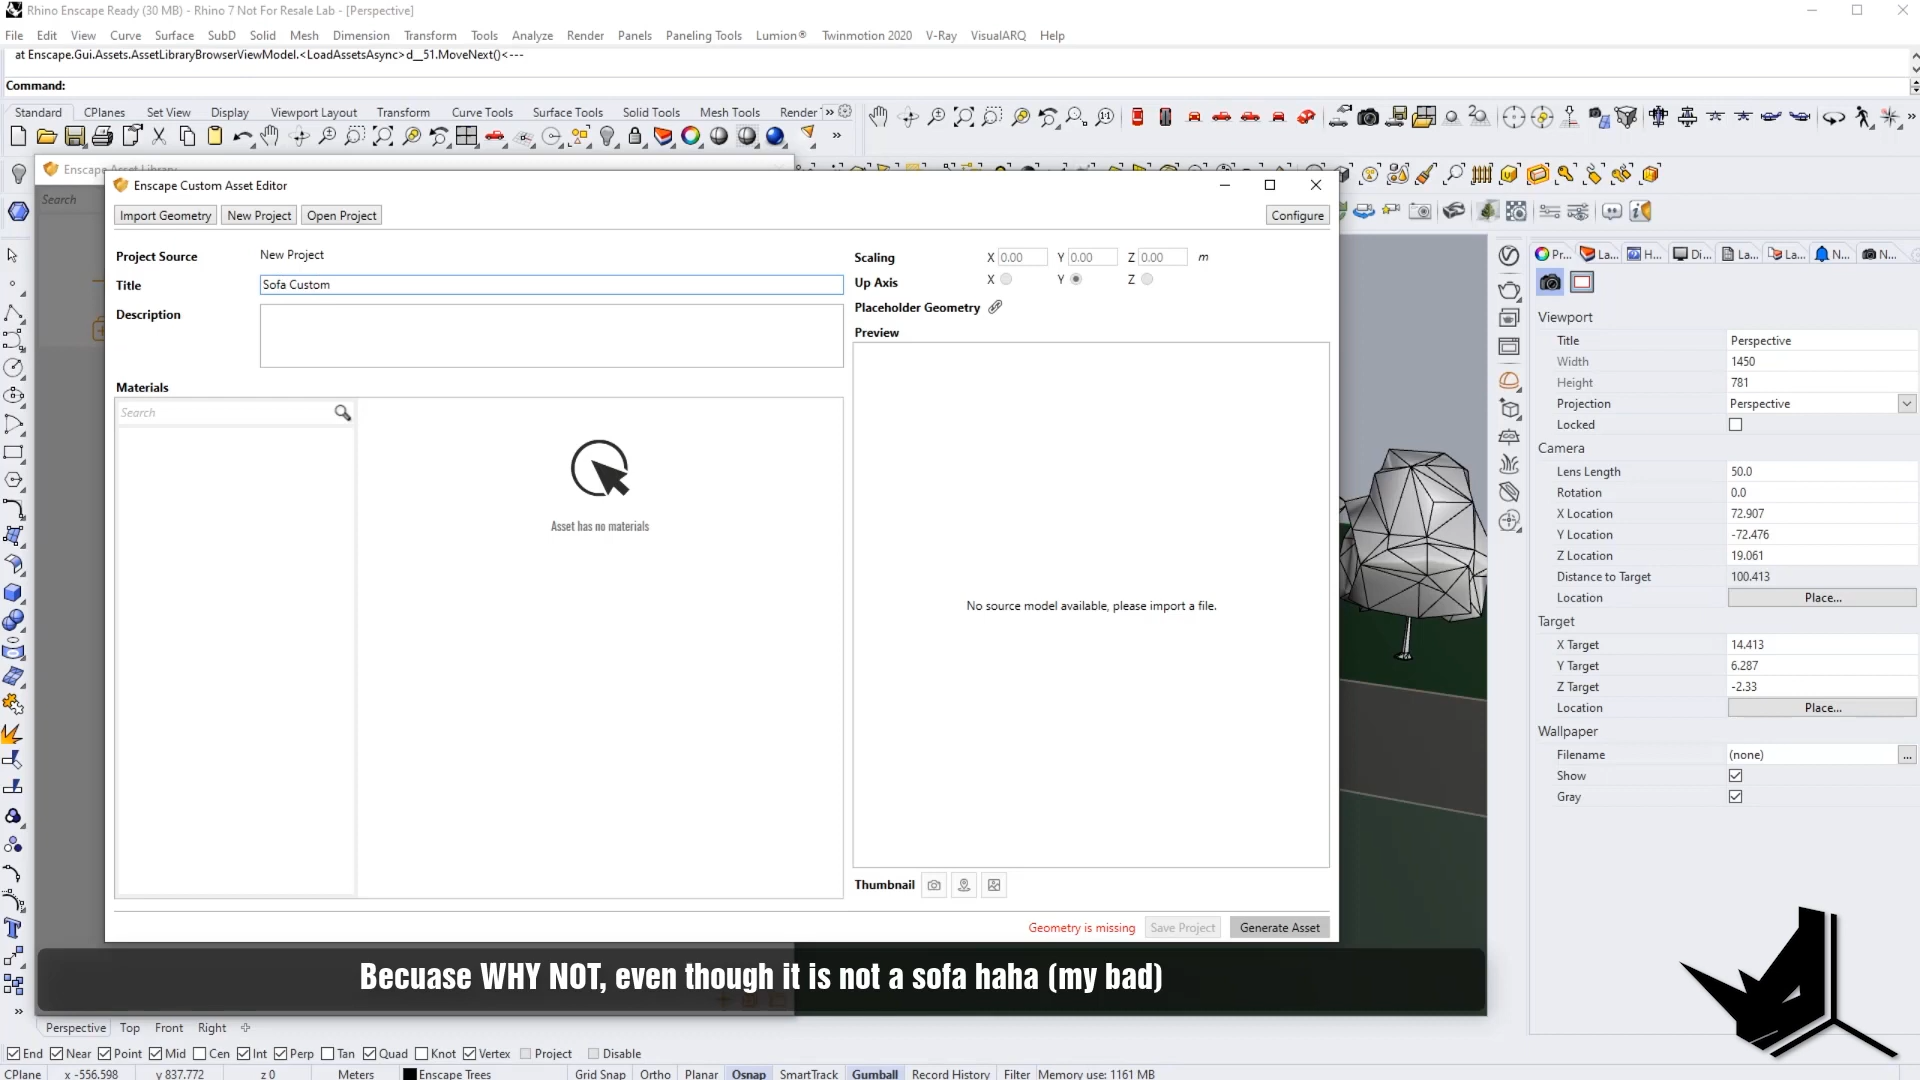 Rhino Enscape Ready (30 MB) - Rhino 7 Not For Resale Lab - [Perspective]
File Edit View Curve Surface SubD Solid Mesh Dimension Transform Tools Analyze Render Panels Paneling Tools Lumion® Twinmotion 2020 V-Ray VisualARQ Help
at Enscape.Gui.Assets.AssetLibraryBrowserViewModel.<LoadAssetsAsync>d__51.MoveNext()<---
Command:
Standard CPlanes Set View Display Viewport Layout Transform Curve Tools Surface Tools Solid Tools Mesh Tools Render
Enscape Asset Library
Search
Enscape Custom Asset Editor
Import Geometry New Project Open Project Configure
Project Source New Project
Title Sofa Custom
Description
Materials
Search
Asset has no materials
Scaling X 0.00 Y 0.00 Z 0.00 m
Up Axis X Y Z
Placeholder Geometry
Preview
No source model available, please import a file.
Thumbnail
Geometry is missing Save Project Generate Asset
Pr... La... H... Di... La... La... N... N...
Viewport
Title Perspective
Width 1450
Height 781
Projection Perspective
Locked
Camera
Lens Length 50.0
Rotation 0.0
X Location 72.907
Y Location -72.476
Z Location 19.061
Distance to Target 100.413
Location Place...
Target
X Target 14.413
Y Target 6.287
Z Target -2.33
Location Place...
Wallpaper
Filename (none) ...
Show
Gray
Becuase WHY NOT, even though it is not a sofa haha (my bad)
Perspective Top Front Right
End Near Point Mid Cen Int Perp Tan Quad Knot Vertex Project Disable
CPlane x -556.598 y 837.772 z 0 Meters Enscape Trees Grid Snap Ortho Planar Osnap SmartTrack Gumball Record History Filter Memory use: 1161 MB